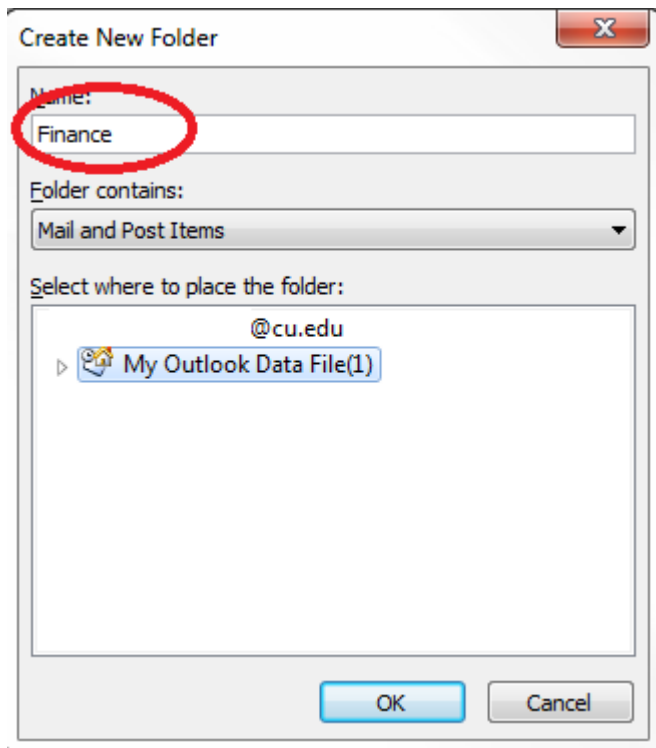 Create New Folder
Name:
Finance
Folder contains:
Mail and Post Items
Select where to place the folder:
@cu.edu
My Outlook Data File(1)
OK Cancel